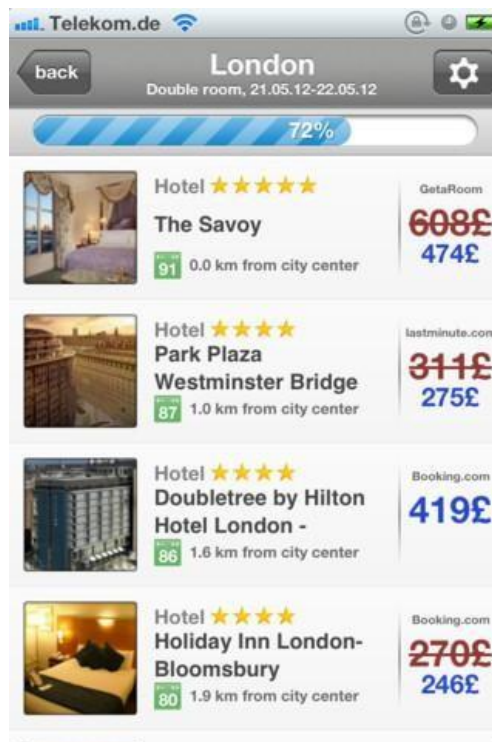 Telekom.de
back
London
Double room, 21.05.12-22.05.12
72%
Hotel
GetaRoom
The Savoy
608£
474£
91 0.0 km from city center
Hotel
lastminute.com
Park Plaza
Westminster Bridge
311£
275£
87 1.0 km from city center
Hotel
Booking.com
Doubletree by Hilton
Hotel London -
419£
86 1.6 km from city center
Hotel
Booking.com
Holiday Inn London-
Bloomsbury
270£
246£
80 1.9 km from city center